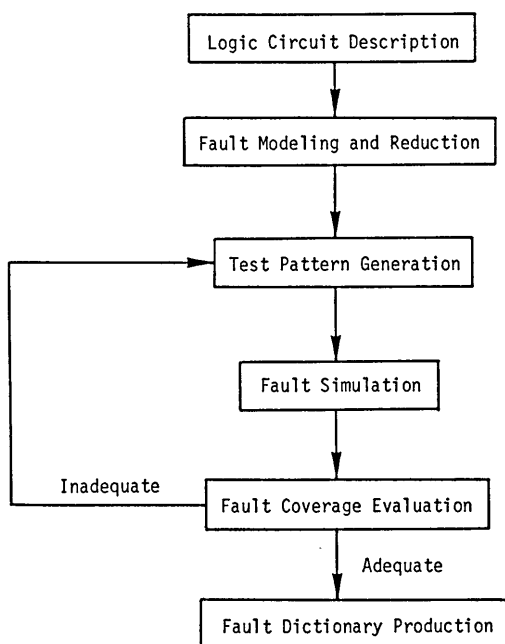 Logic Circuit Description
Fault Modeling and Reduction
Test Pattern Generation
Fault Simulation
Inadequate
Fault Coverage Evaluation
Adequate
Fault Dictionary Production